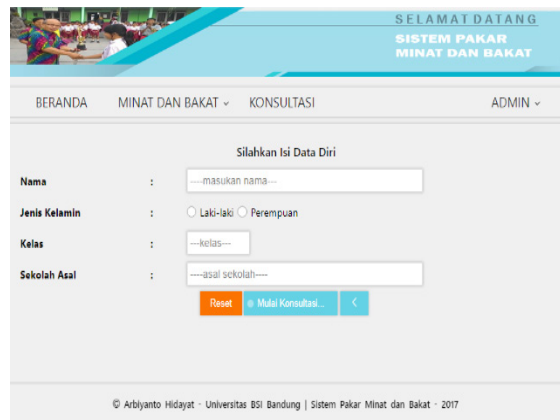 SELAMAT DATANG
SISTEM PAKAR
MINAT DAN BAKAT
BERANDA MINAT DAN BAKAT KONSULTASI ADMIN
Silahkan Isi Data Diri
Nama : ----masukan nama---
Jenis Kelamin : Laki-laki Perempuan
Kelas : ---kelas---
Sekolah Asal : ----asal sekolah----
Reset Mulai Konsultasi... <
© Arbiyanto Hidayat - Universitas BSI Bandung | Sistem Pakar Minat dan Bakat - 2017